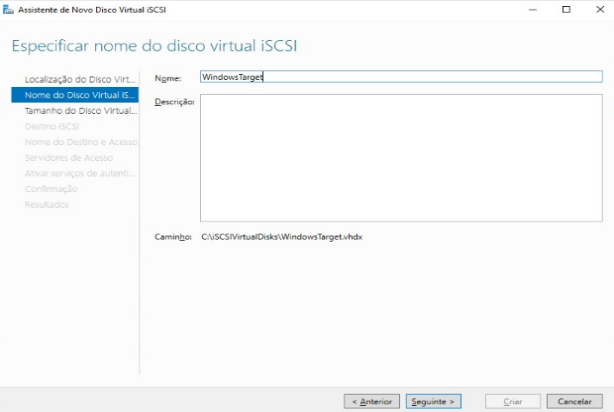 Assistente de Novo Disco Virtual iSCSI
Especificar nome do disco virtual iSCSI
Localização do Disco Virt...
Nome do Disco Virtual iS...
Tamanho do Disco Virtual...
Destino iSCSI
Nome do Destino e Acesso
Servidores de Acesso
Ativar serviços de autenti...
Confirmação
Resultados
Nome: WindowsTarget
Descrição:
Caminho: C:\iSCSIVirtualDisks\WindowsTarget.vhdx
< Anterior Seguinte > Criar Cancelar